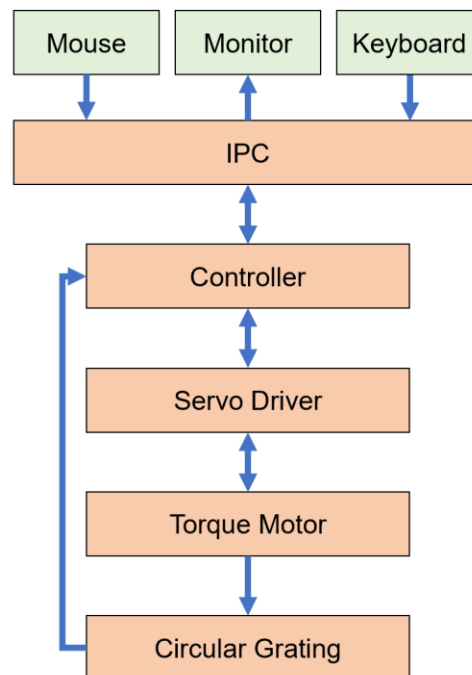 Mouse
Monitor
Keyboard
IPC
Controller
Servo Driver
Torque Motor
Circular Grating